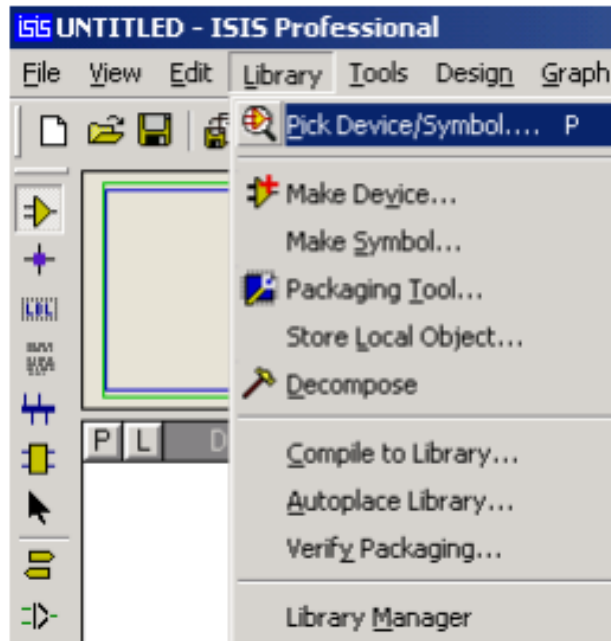 isis UNTITLED - ISIS Professional
File View Edit Library Tools Design Graph
Pick Device/Symbol.... P
Make Device...
Make Symbol...
Packaging Tool...
Store Local Object...
Decompose
P L D
Compile to Library...
Autoplace Library...
Verify Packaging...
Library Manager